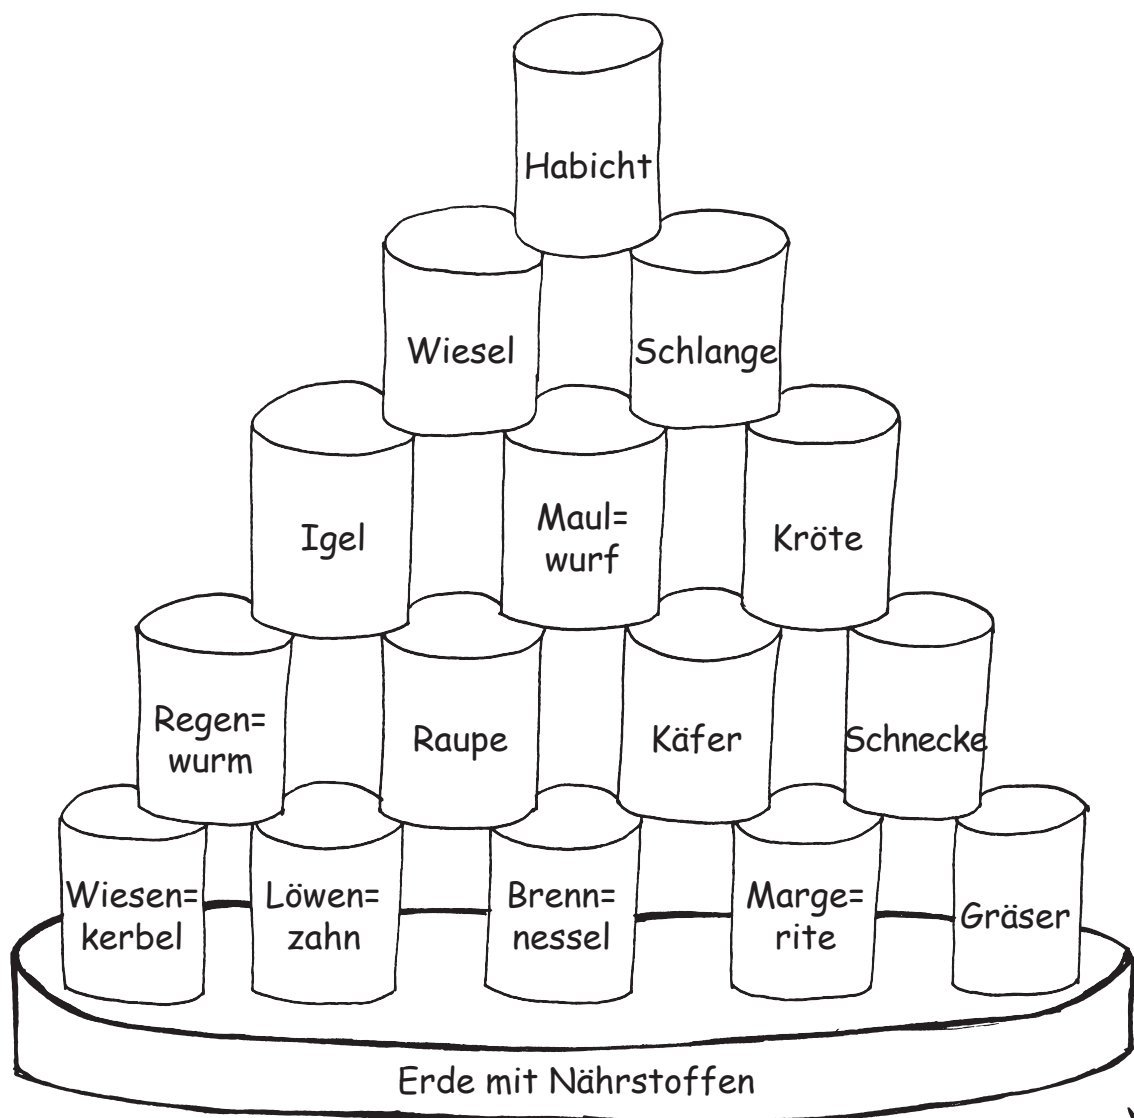 Habicht
Wiesel
Schlange
Igel
Maul=
wurf
Kröte
Regen=
wurm
Raupe
Käfer
Schnecke
Wiesen=
kerbel
Löwen=
zahn
Brenn=
nessel
Marge=
rite
Gräser
Erde mit Nährstoffen